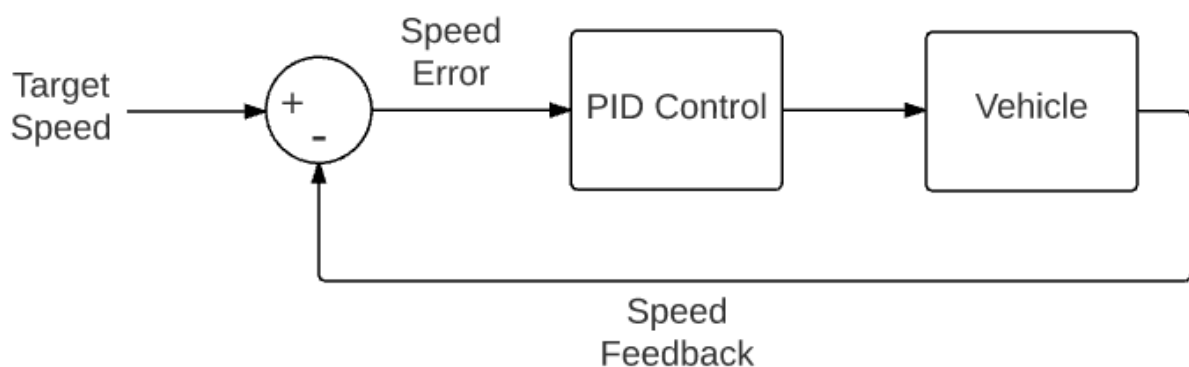 Target
Speed
+
-
Speed
Error
PID Control
Vehicle
Speed
Feedback